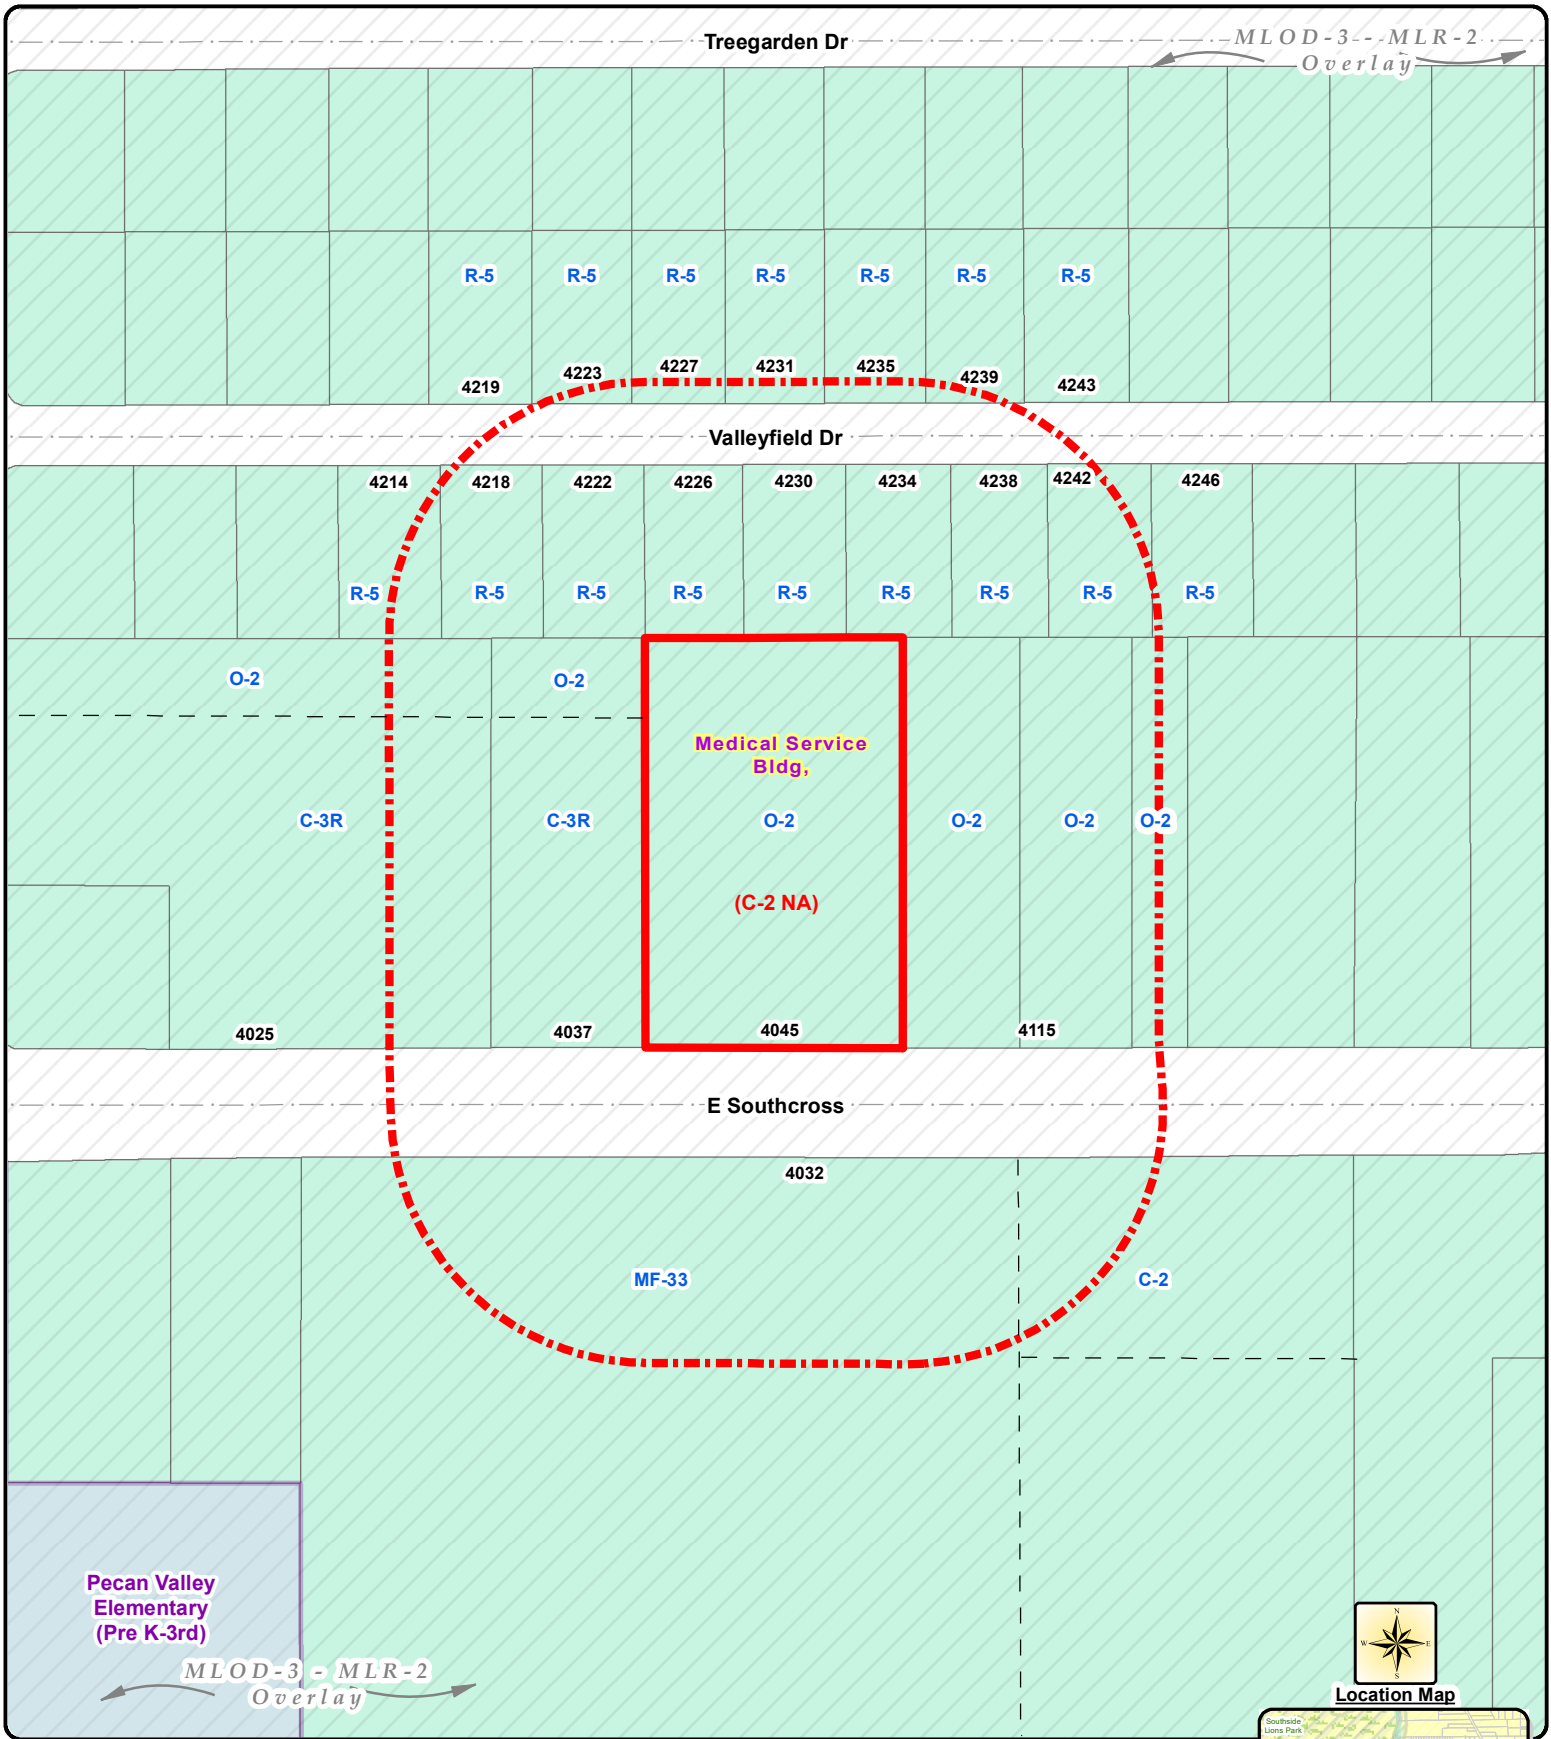 Treegarden Dr
MLOD-3 - MLR-2
Overlay
R-5 R-5 R-5 R-5 R-5 R-5 R-5
4219 4223 4227 4231 4235 4239 4243
Valleyfield Dr
4214 4218 4222 4226 4230 4234 4238 4242 4246
R-5 R-5 R-5 R-5 R-5 R-5 R-5 R-5 R-5
O-2 O-2
Medical Service
Bldg,
C-3R C-3R O-2 O-2 O-2 O-2
(C-2 NA)
4025 4037 4045 4115
E Southcross
4032
MF-33 C-2
Pecan Valley
Elementary
(Pre K-3rd)
MLOD-3 - MLR-2
Overlay
N
W E
S
Location Map
Southside
Lions Park